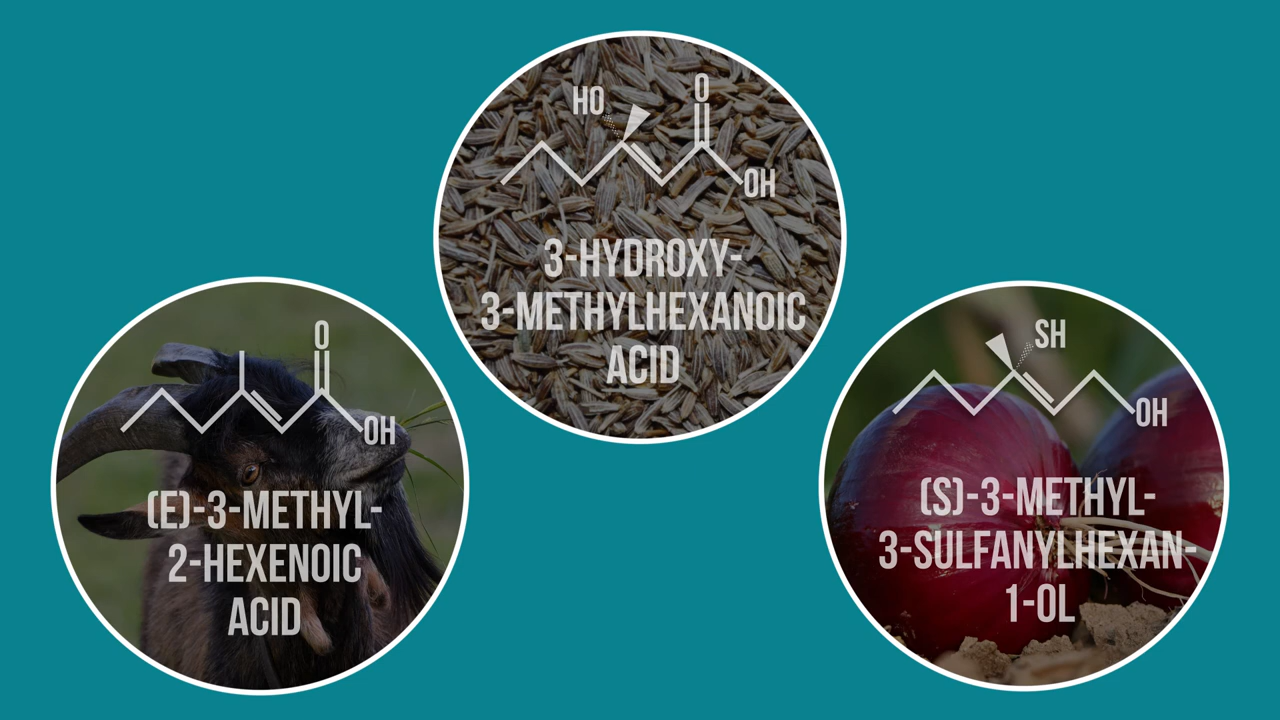 HO
O
OH
3-HYDROXY-
3-METHYLHEXANOIC
ACID
O
OH
(E)-3-METHYL-
2-HEXENOIC
ACID
SH
OH
(S)-3-METHYL-
3-SULFANYLHEXAN-
1-OL